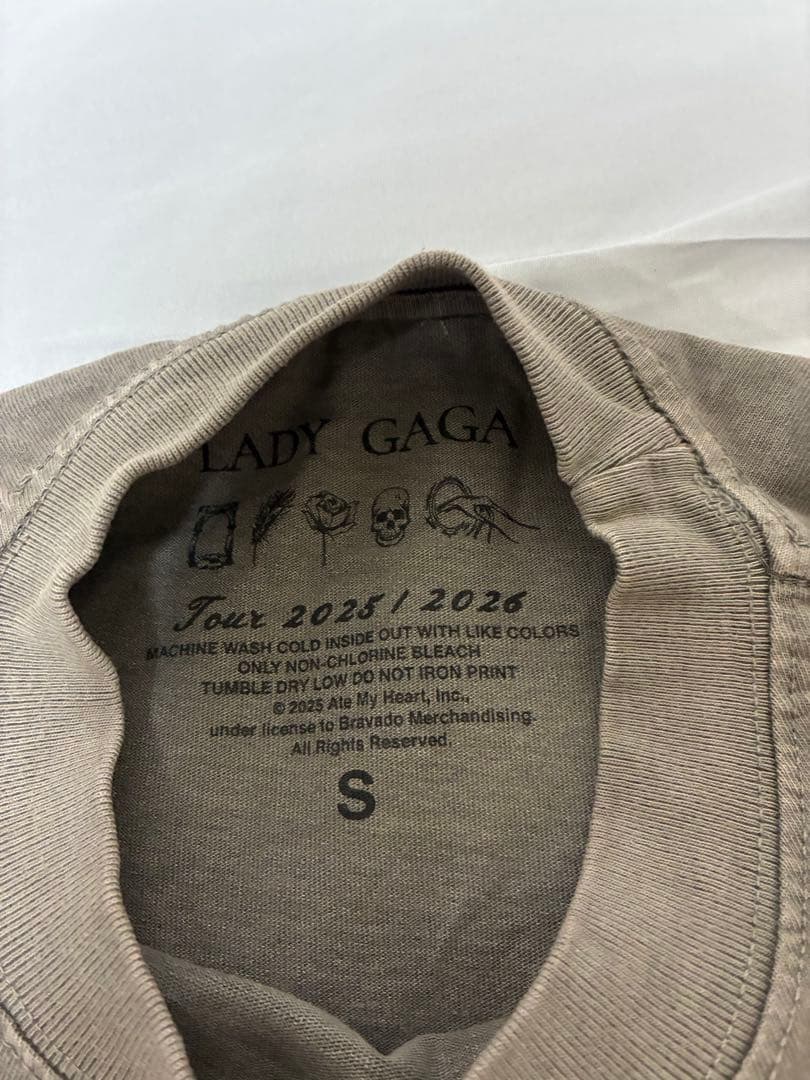 LADY GAGA
Tour 2025 / 2026
MACHINE WASH COLD INSIDE OUT WITH LIKE COLORS
ONLY NON-CHLORINE BLEACH
TUMBLE DRY LOW DO NOT IRON PRINT
© 2025 Ate My Heart, Inc.,
under license to Bravado Merchandising.
All Rights Reserved.
S